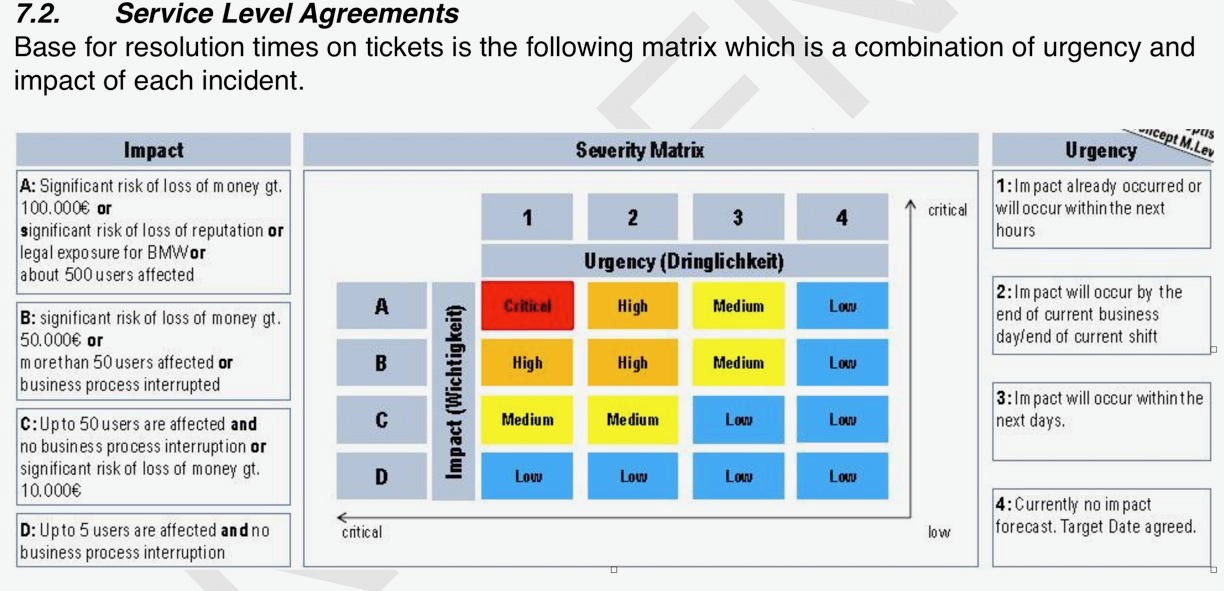 7.2. Service Level Agreements
Base for resolution times on tickets is the following matrix which is a combination of urgency and
impact of each incident.
Impact
A: Significant risk of loss of money gt.
100.000€ or
significant risk of loss of reputation or
legal exposure for BMW or
about 500 users affected
B: significant risk of loss of money gt.
50.000€ or
more than 50 users affected or
business process interrupted
C: Up to 50 users are affected and
no business process interruption or
significant risk of loss of money gt.
10.000€
D: Up to 5 users are affected and no
business process interruption
Severity Matrix
1 2 3 4
Urgency (Dringlichkeit)
Impact (Wichtigkeit)
A Critical High Medium Low
B High High Medium Low
C Medium Medium Low Low
D Low Low Low Low
critical
critical
low
Urgency
ncept M.Lev
1: Impact already occurred or
will occur within the next
hours
2: Impact will occur by the
end of current business
day/end of current shift
3: Impact will occur within the
next days.
4: Currently no impact
forecast. Target Date agreed.